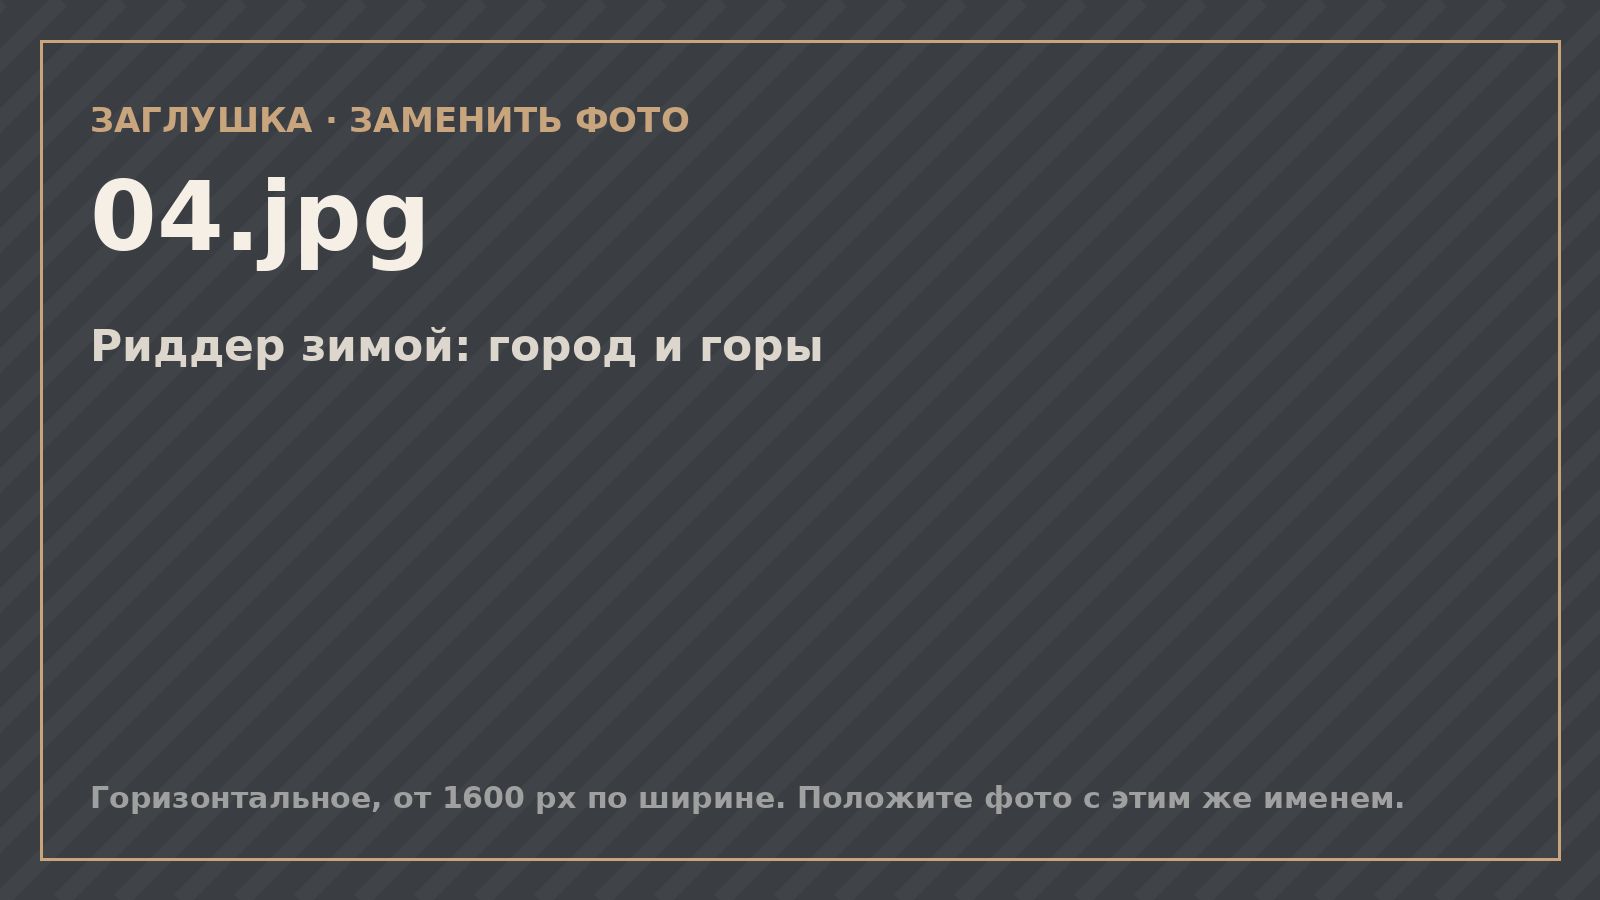 ЗАГЛУШКА · ЗАМЕНИТЬ ФОТО
04.jpg
Риддер зимой: город и горы
Горизонтальное, от 1600 px по ширине. Положите фото с этим же именем.